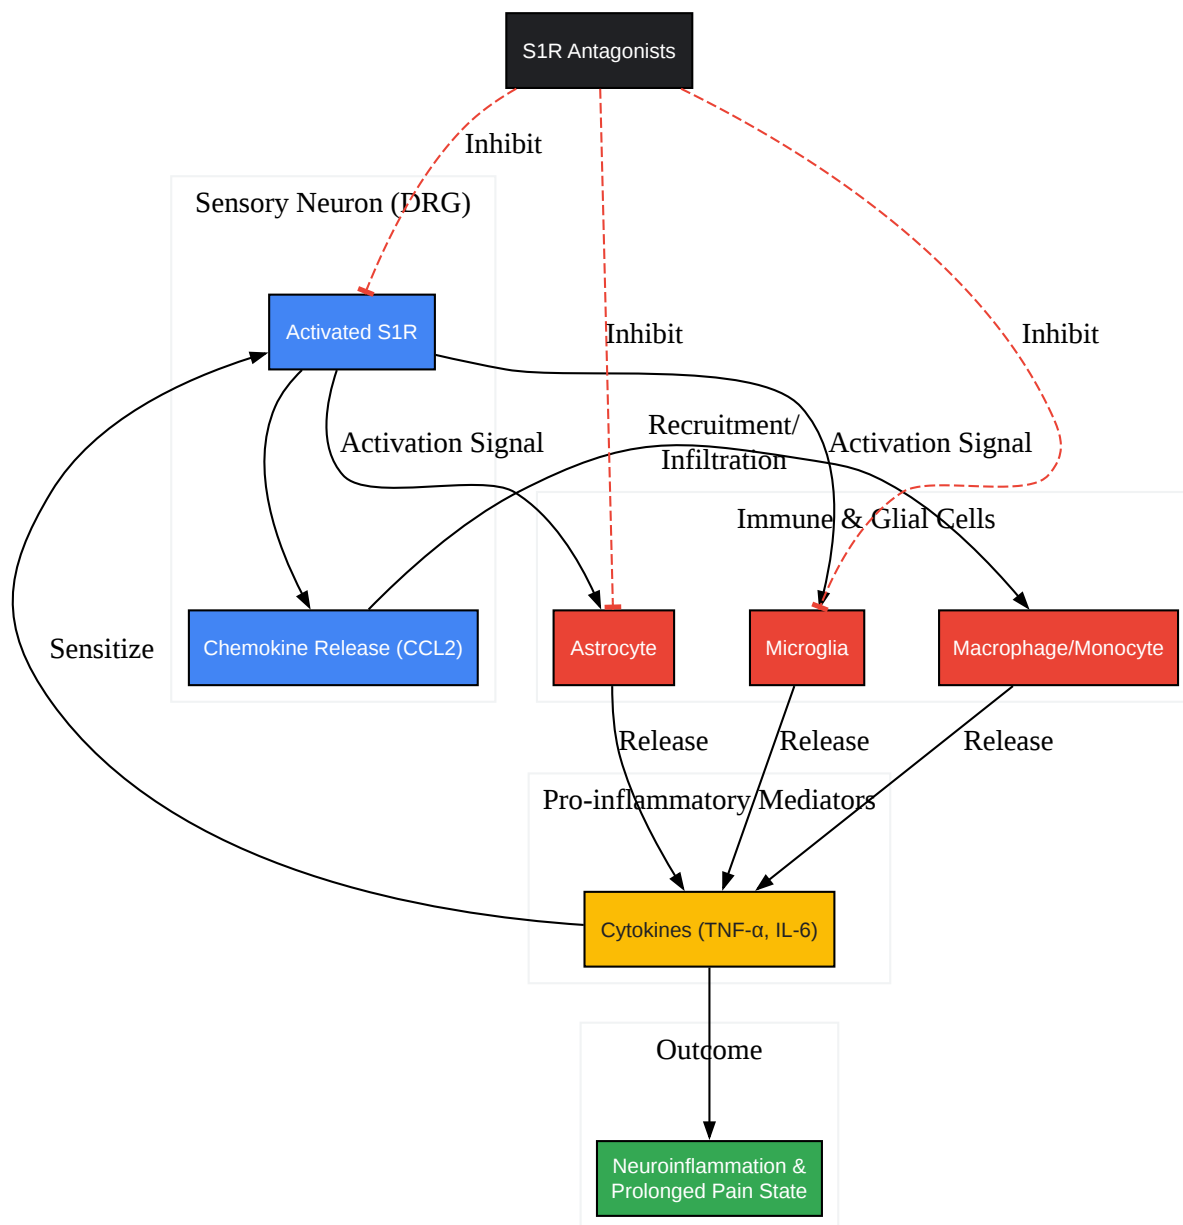 S1R Antagonists
Inhibit
Sensory Neuron (DRG)
Activated S1R
Inhibit
Inhibit
Recruitment/
Infiltration
Activation Signal
Activation Signal
Immune & Glial Cells
Sensitize
Chemokine Release (CCL2)
Astrocyte
Microglia
Macrophage/Monocyte
Release
Release
Release
Pro-inflammatory Mediators
Cytokines (TNF-α, IL-6)
Outcome
Neuroinflammation &
Prolonged Pain State